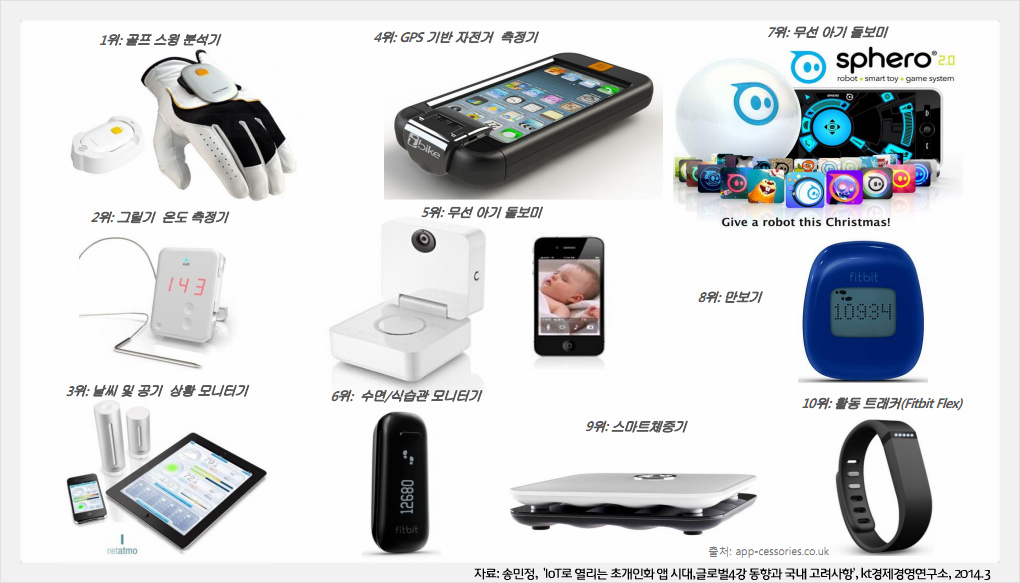 1위: 골프 스윙 분석기
4위: GPS 기반 자전거 측정기
7위: 무선 아기 돌보미
sphero® 2.0
robot • smart toy • game system
SPHERO
ibike
Give a robot this Christmas!
2위: 그릴기 온도 측정기
143
5위: 무선 아기 돌보미
8위: 만보기
fitbit
10934
3위: 날씨 및 공기 상황 모니터기
netatmo
6위: 수면/식습관 모니터기
12680
fitbit
9위: 스마트체중기
10위: 활동 트래커(Fitbit Flex)
출처: app-cessories.co.uk
자료: 송민정, 'IoT로 열리는 초개인화 앱 시대,글로벌4강 동향과 국내 고려사항', kt경제경영연구소, 2014.3